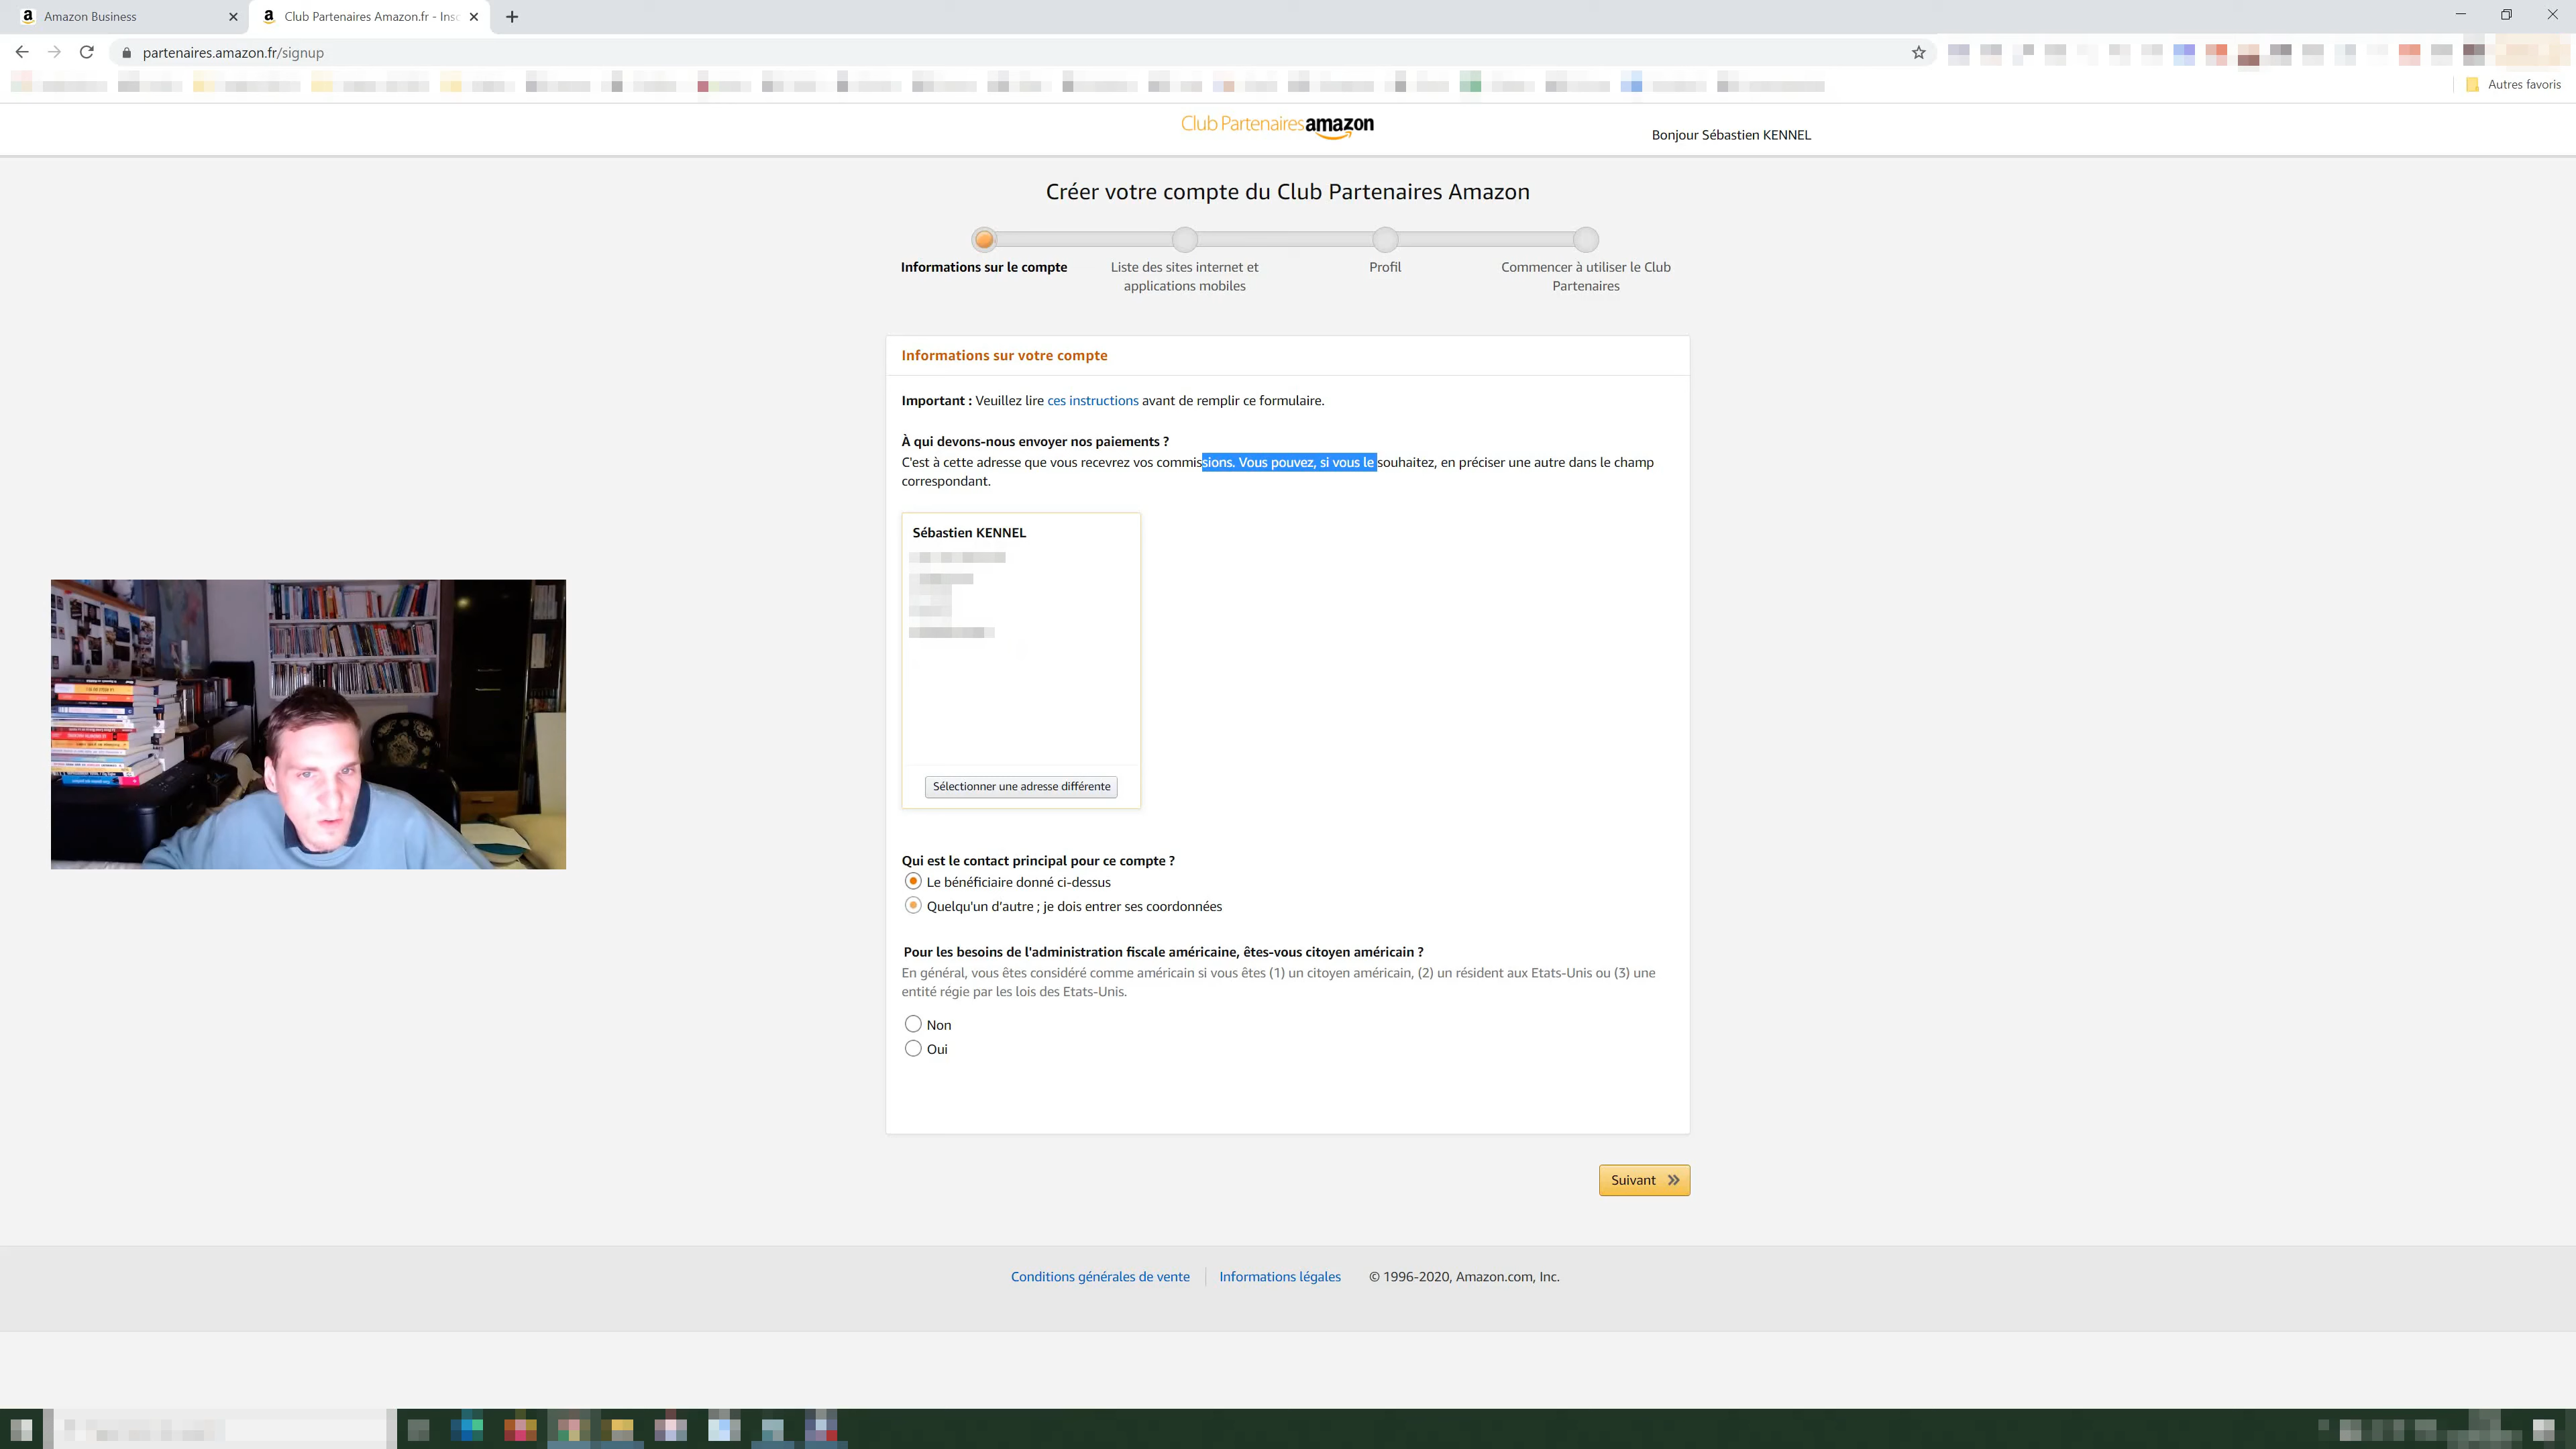 Amazon Business
Club Partenaires Amazon.fr - Insc
partenaires.amazon.fr/signup
Autres favoris
Club Partenaires amazon
Bonjour Sébastien KENNEL
Créer votre compte du Club Partenaires Amazon
Informations sur le compte
Liste des sites internet et
applications mobiles
Profil
Commencer à utiliser le Club
Partenaires
Informations sur votre compte
Important : Veuillez lire ces instructions avant de remplir ce formulaire.
À qui devons-nous envoyer nos paiements ?
C'est à cette adresse que vous recevrez vos commissions. Vous pouvez, si vous le souhaitez, en préciser une autre dans le champ
correspondant.
Sébastien KENNEL
Sélectionner une adresse différente
Qui est le contact principal pour ce compte ?
Le bénéficiaire donné ci-dessus
Quelqu'un d’autre ; je dois entrer ses coordonnées
Pour les besoins de l'administration fiscale américaine, êtes-vous citoyen américain ?
En général, vous êtes considéré comme américain si vous êtes (1) un citoyen américain, (2) un résident aux Etats-Unis ou (3) une
entité régie par les lois des Etats-Unis.
Non
Oui
Suivant
Conditions générales de vente
Informations légales
© 1996-2020, Amazon.com, Inc.